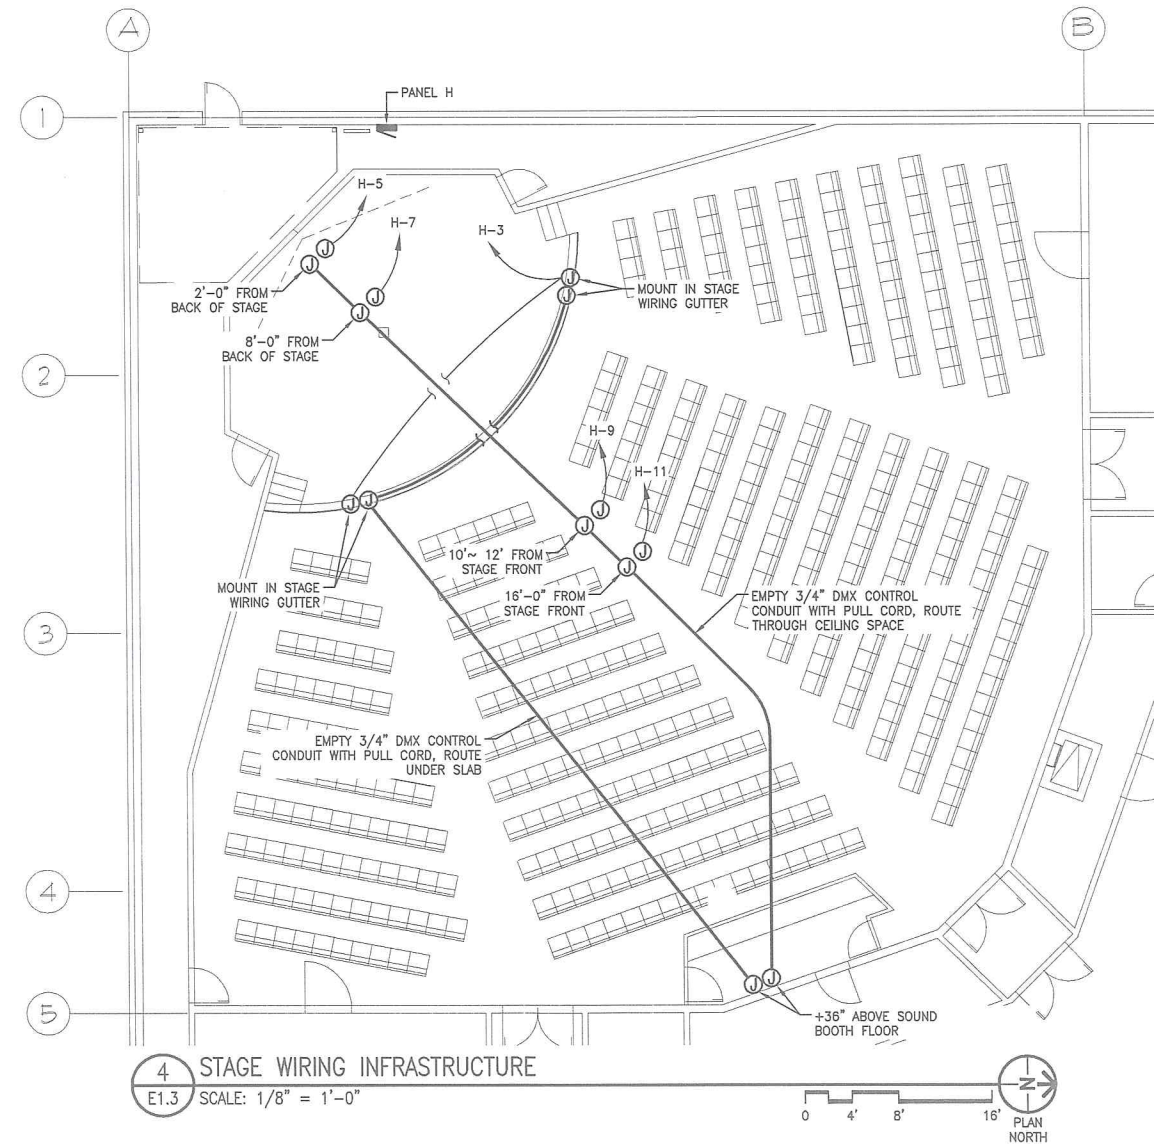 A
B
1
PANEL H
H-5
H-7
H-3
J
J
J
J
J
J
2'-0" FROM
BACK OF STAGE
MOUNT IN STAGE
WIRING GUTTER
8'-0" FROM
BACK OF STAGE
2
H-9
H-11
J
J
J
J
J
J
10'~ 12' FROM
STAGE FRONT
MOUNT IN STAGE
WIRING GUTTER
16'-0" FROM
STAGE FRONT
EMPTY 3/4" DMX CONTROL
CONDUIT WITH PULL CORD, ROUTE
THROUGH CEILING SPACE
3
EMPTY 3/4" DMX CONTROL
CONDUIT WITH PULL CORD, ROUTE
UNDER SLAB
4
J
J
5
+36" ABOVE SOUND
BOOTH FLOOR
4
E1.3
STAGE WIRING INFRASTRUCTURE
SCALE: 1/8" = 1'-0"
0 4' 8' 16'
N
PLAN
NORTH